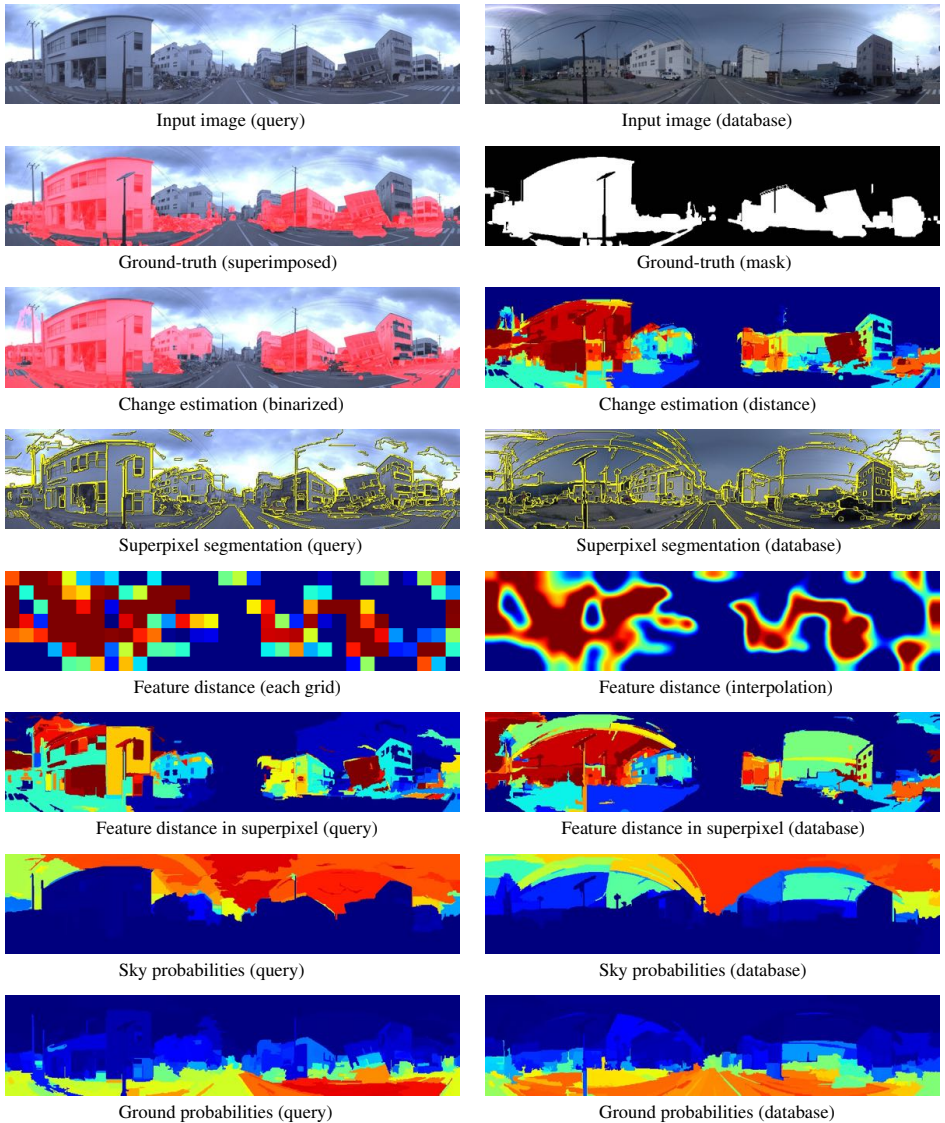 Input image (query)
Input image (database)
Ground-truth (superimposed)
Ground-truth (mask)
Change estimation (binarized)
Change estimation (distance)
Superpixel segmentation (query)
Superpixel segmentation (database)
Feature distance (each grid)
Feature distance (interpolation)
Feature distance in superpixel (query)
Feature distance in superpixel (database)
Sky probabilities (query)
Sky probabilities (database)
Ground probabilities (query)
Ground probabilities (database)